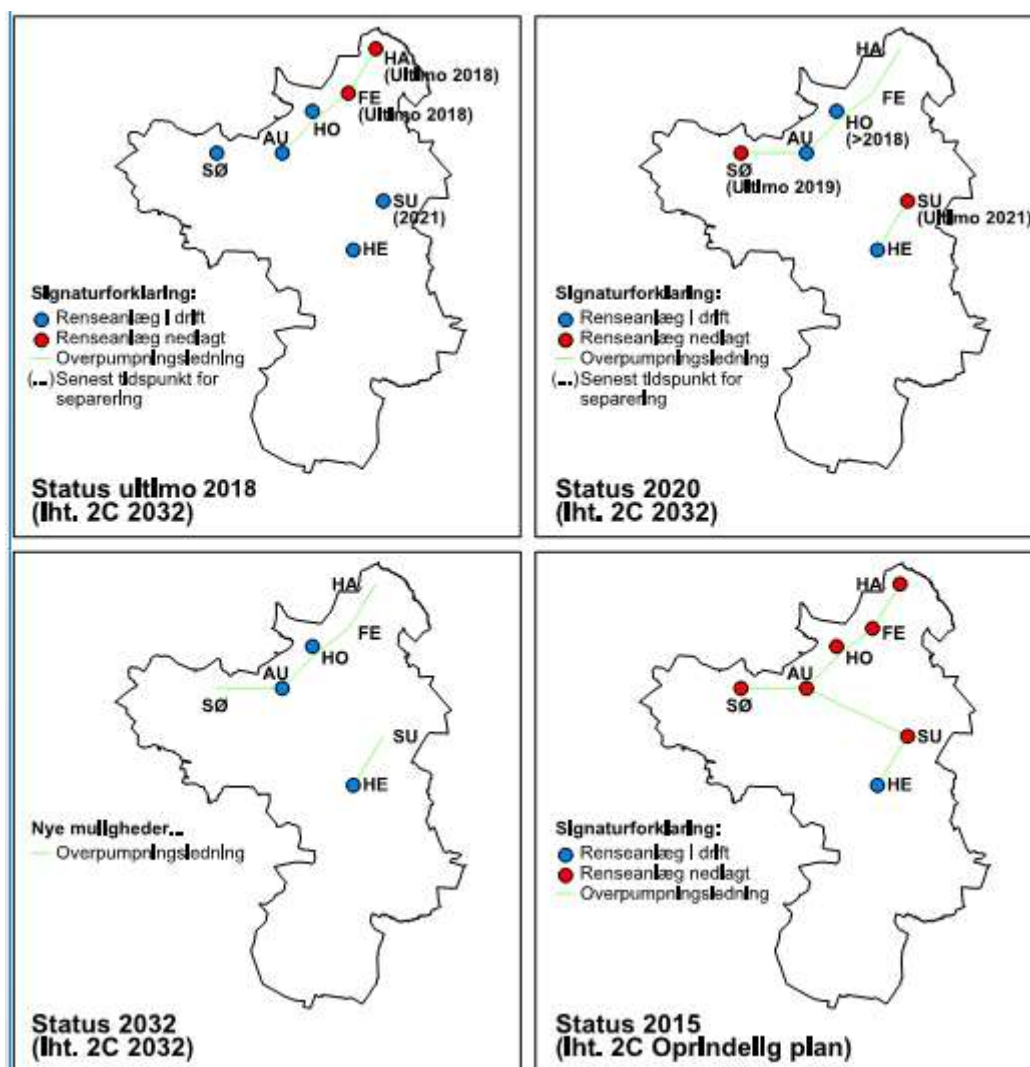 HA
(Ultimo 2018)
FE
(Ultimo 2018)
HO
AU
SØ
SU
(2021)
HE
Signaturforklaring:
Renseanlæg i drift
Renseanlæg nedlagt
Overpumpningsledning
(...) Senest tidspunkt for
separering
Status ultimo 2018
(Iht. 2C 2032)
HA
FE
HO
(>2018)
AU
SØ
(Ultimo 2019)
SU
(Ultimo 2021)
HE
Signaturforklaring:
Renseanlæg i drift
Renseanlæg nedlagt
Overpumpningsledning
(...) Senest tidspunkt for
separering
Status 2020
(Iht. 2C 2032)
HA
FE
HO
AU
SØ
SU
HE
Nye muligheder...
Overpumpningsledning
Status 2032
(Iht. 2C 2032)
HA
FE
HO
AU
SØ
SU
HE
Signaturforklaring:
Renseanlæg i drift
Renseanlæg nedlagt
Overpumpningsledning
Status 2015
(Iht. 2C Oprindelig plan)